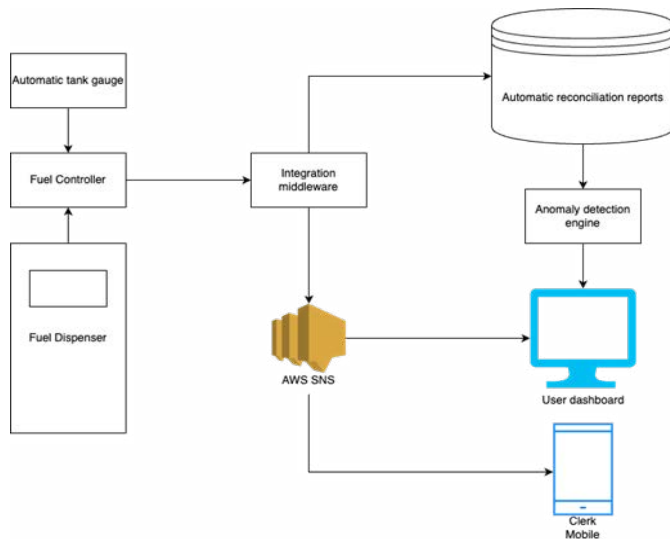 Automatic tank gauge
Automatic reconciliation reports
Fuel Controller
Integration
middleware
Anomaly detection
engine
Fuel Dispenser
AWS SNS
User dashboard
Clerk
Mobile